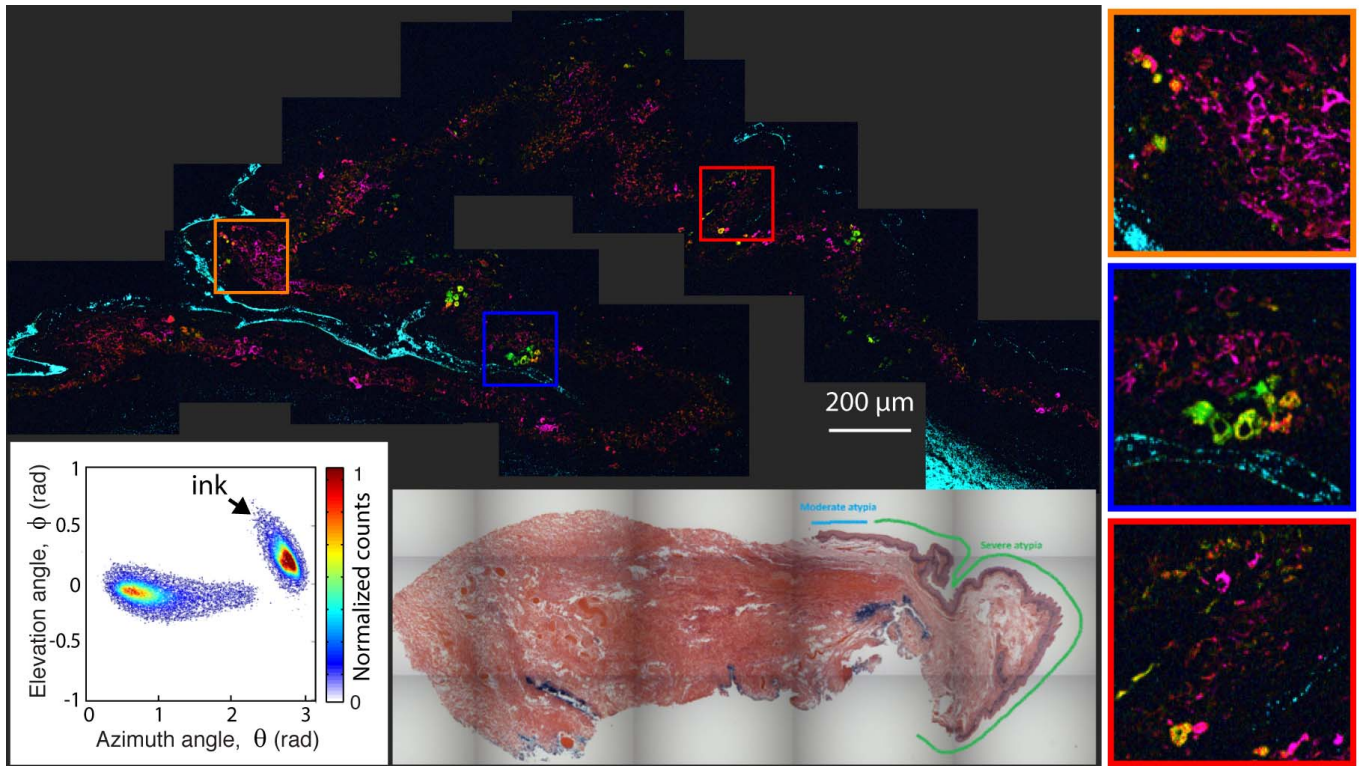 200 µm
ink
Elevation angle, ϕ (rad)
1
0.5
0
-0.5
-1
0
1
2
3
Azimuth angle, θ (rad)
1
0
Normalized counts
Moderate atypia
Severe atypia